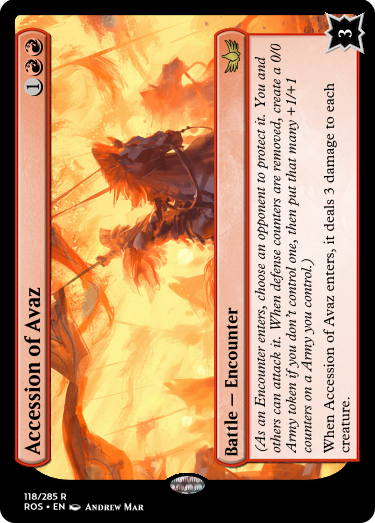 Accession of Avaz
1
Battle — Encounter
(As an Encounter enters, choose an opponent to protect it. You and
others can attack it. When defense counters are removed, create a 0/0
Army token if you don't control one, then put that many +1/+1
counters on a Army you control.)
When Accession of Avaz enters, it deals 3 damage to each
creature.
3
118/285 R
ROS • EN Andrew Mar